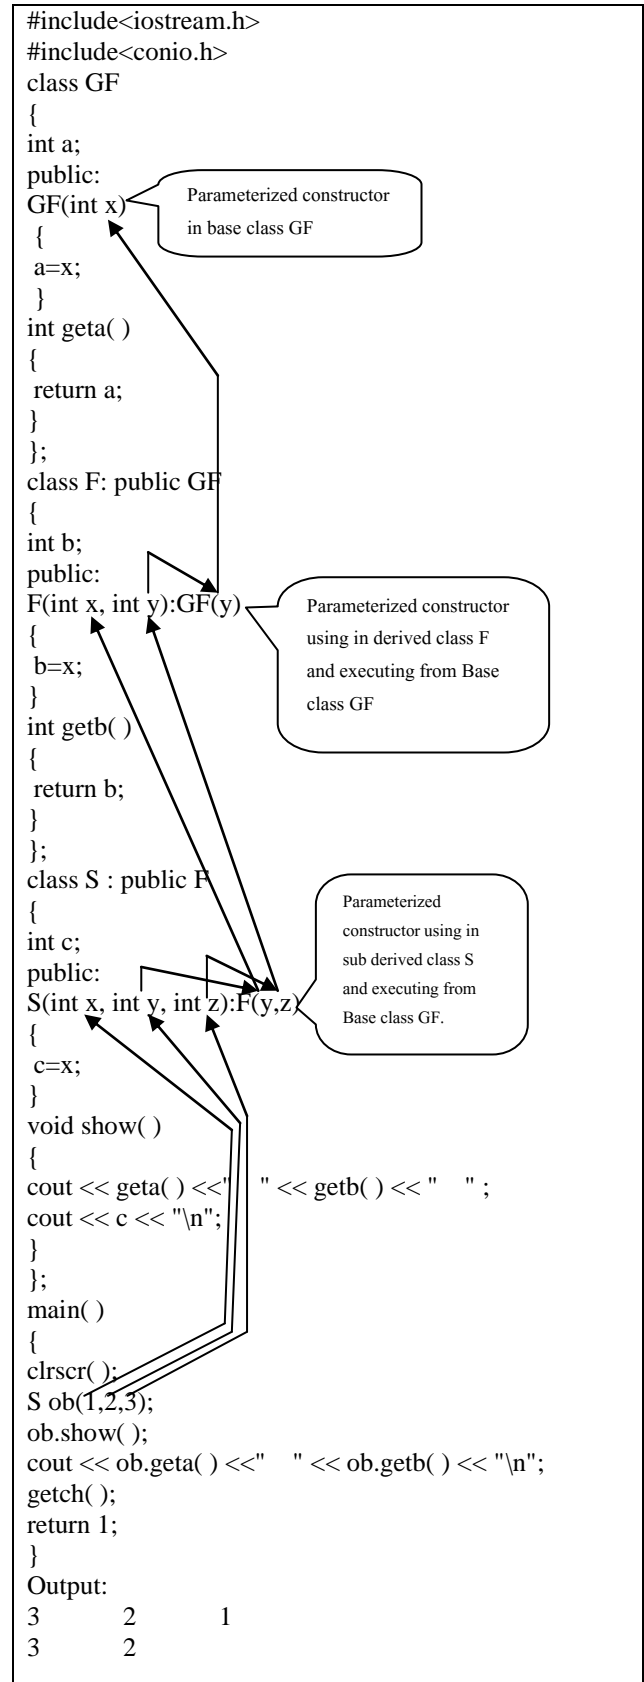 #include<iostream.h>
#include<conio.h>
class GF
{
int a;
public:
GF(int x)
Parameterized constructor
in base class GF
{
a=x;
}
int geta( )
{
return a;
}
};
class F: public GF
{
int b;
public:
F(int x, int y):GF(y)
Parameterized constructor
using in derived class F
and executing from Base
class GF
{
b=x;
}
int getb( )
{
return b;
}
};
class S : public F
{
int c;
public:
S(int x, int y, int z):F(y,z)
Parameterized
constructor using in
sub derived class S
and executing from
Base class GF.
{
c=x;
}
void show( )
{
cout << geta( ) <<"    " << getb( ) << "    " ;
cout << c << "\n";
}
};
main( )
{
clrscr( );
S ob(1,2,3);
ob.show( );
cout << ob.geta( ) <<"    " << ob.getb( ) << "\n";
getch( );
return 1;
}
Output:
3 2 1
3 2